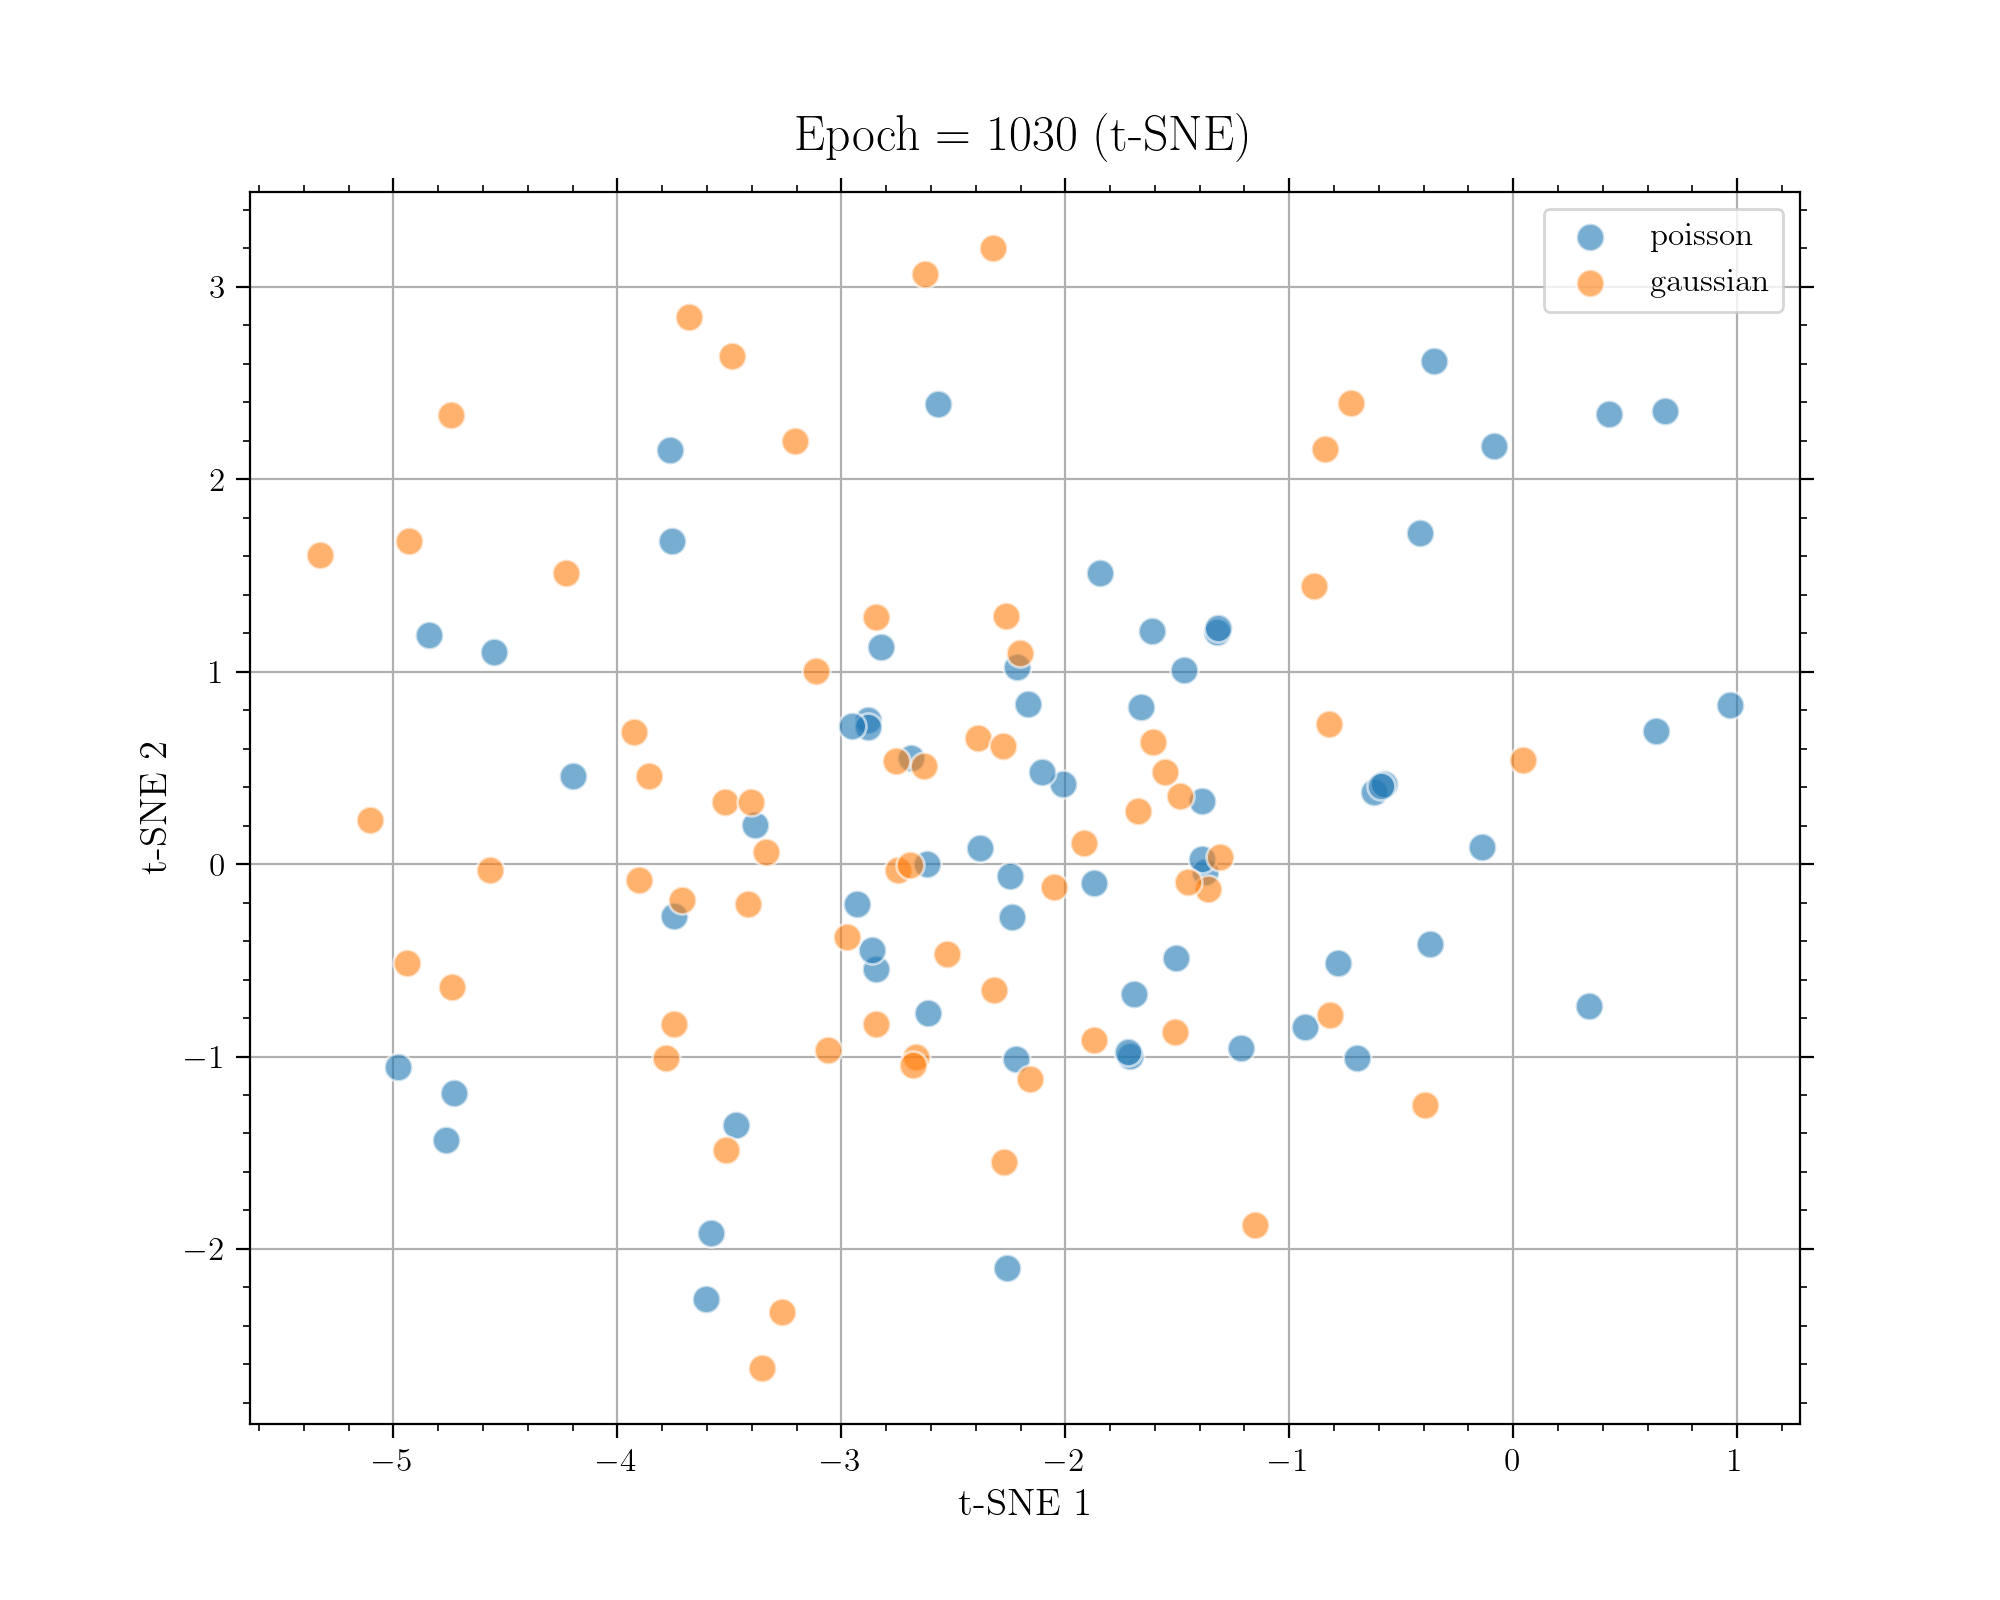 Epoch = 1030 (t-SNE)
poisson
gaussian
3
2
1
0
−1
−2
t-SNE 2
−5 −4 −3 −2 −1 0 1
t-SNE 1